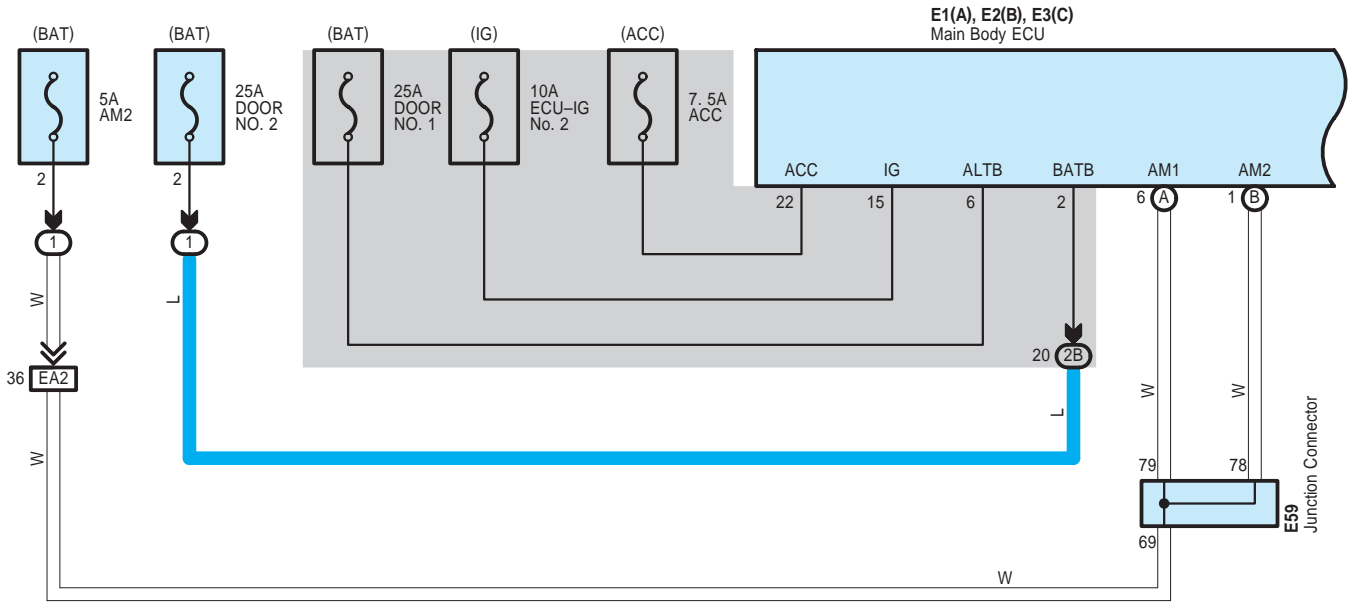 E1(A), E2(B), E3(C)
Main Body ECU
(BAT)
(BAT)
(BAT)
(IG)
(ACC)
5A
AM2
25A
DOOR
NO. 2
25A
DOOR
NO. 1
10A
ECU–IG
No. 2
7. 5A
ACC
ACC
IG
ALTB
BATB
AM1
AM2
2
2
22
15
6
2
6
A
1
B
1
1
W
L
20
2B
36
EA2
L
W
W
W
79
78
E59
Junction Connector
69
W